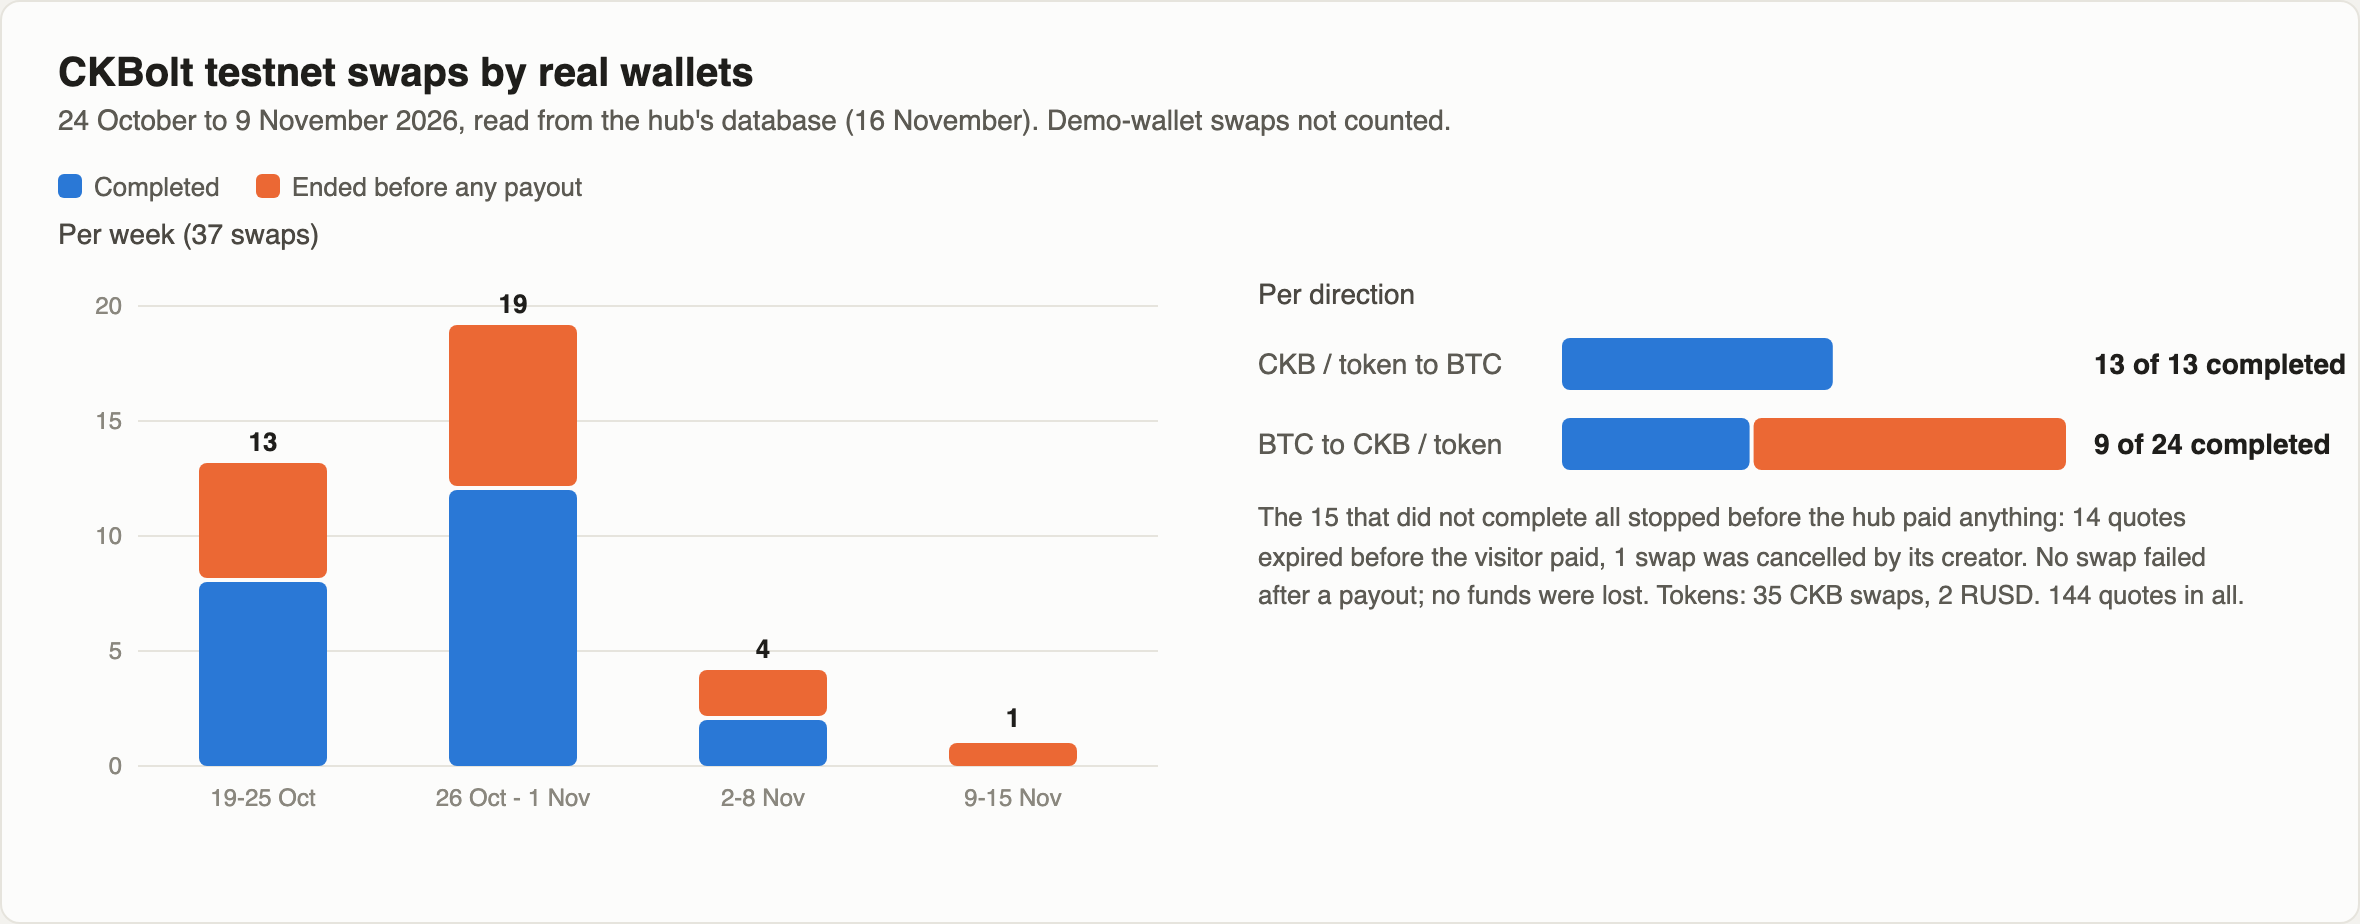 CKBolt testnet swaps by real wallets
24 October to 9 November 2026, read from the hub's database (16 November). Demo-wallet swaps not counted.
Completed
Ended before any payout
Per week (37 swaps)
20
15
10
5
0
13
19
4
1
19-25 Oct
26 Oct - 1 Nov
2-8 Nov
9-15 Nov
Per direction
CKB / token to BTC
13 of 13 completed
BTC to CKB / token
9 of 24 completed
The 15 that did not complete all stopped before the hub paid anything: 14 quotes
expired before the visitor paid, 1 swap was cancelled by its creator. No swap failed
after a payout; no funds were lost. Tokens: 35 CKB swaps, 2 RUSD. 144 quotes in all.